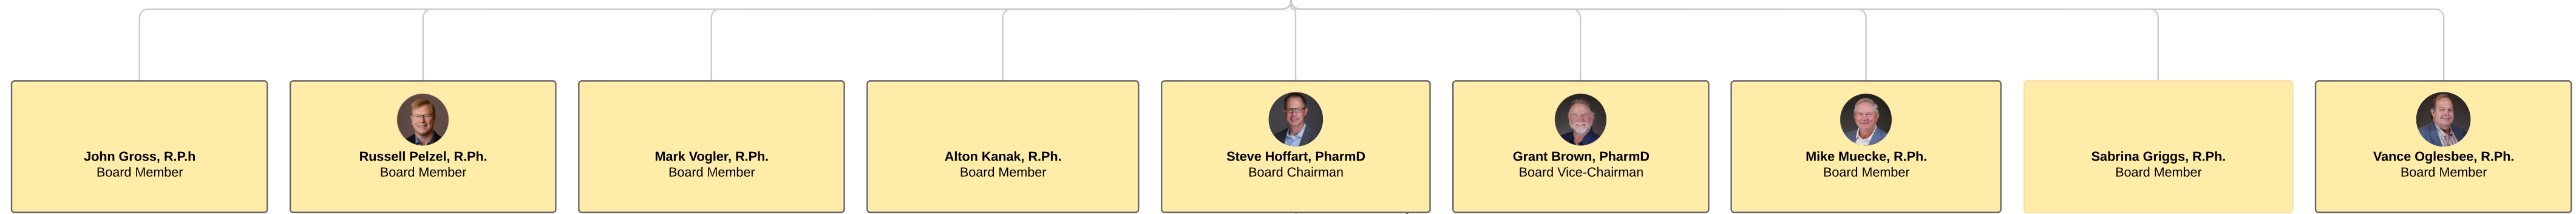 John Gross, R.P.h
Board Member
Russell Pelzel, R.Ph.
Board Member
Mark Vogler, R.Ph.
Board Member
Alton Kanak, R.Ph.
Board Member
Steve Hoffart, PharmD
Board Chairman
Grant Brown, PharmD
Board Vice-Chairman
Mike Muecke, R.Ph.
Board Member
Sabrina Griggs, R.Ph.
Board Member
Vance Oglesbee, R.Ph.
Board Member